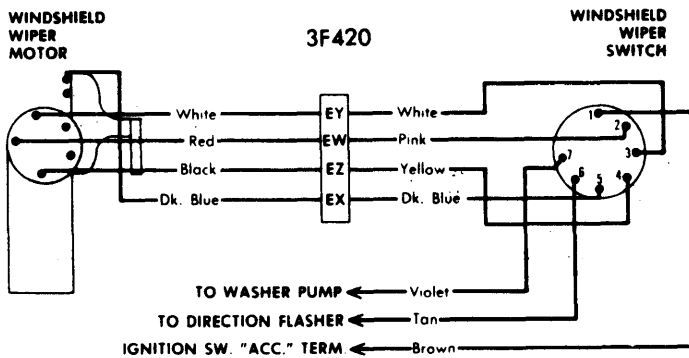 WINDSHIELD
WIPER
MOTOR
3F420
WINDSHIELD
WIPER
SWITCH
White EY White
Red EW Pink
Black EZ Yellow
Dk. Blue EX Dk. Blue
1
2
3
4
5
6
7
TO WASHER PUMP Violet
TO DIRECTION FLASHER Tan
IGNITION SW. "ACC." TERM. Brown